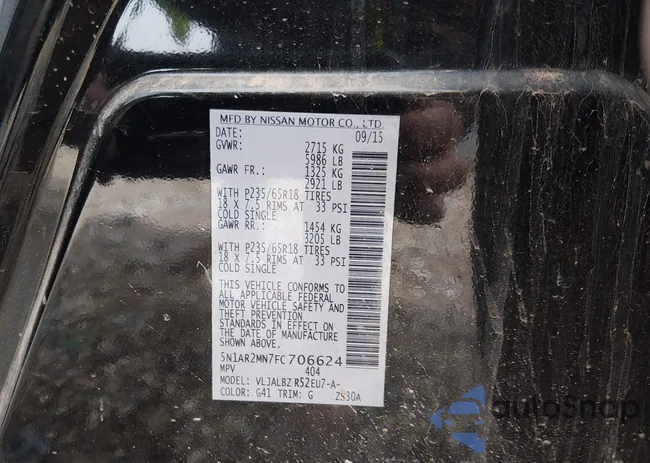 MFD BY NISSAN MOTOR CO., LTD.
DATE: 09/15
GVWR: 2715 KG
5986 LB
GAWR FR.: 1325 KG
2921 LB
WITH P235/65R18 TIRES
18 X 7.5 RIMS AT 33 PSI
COLD SINGLE
GAWR RR.: 1454 KG
3205 LB
WITH P235/65R18 TIRES
18 X 7.5 RIMS AT 33 PSI
COLD SINGLE
THIS VEHICLE CONFORMS TO
ALL APPLICABLE FEDERAL
MOTOR VEHICLE SAFETY AND
THEFT PREVENTION
STANDARDS IN EFFECT ON
THE DATE OF MANUFACTURE
SHOWN ABOVE.
5N1AR2MN7FC706624
MPV 404
MODEL: VLJALBZ R52EU7-A-
COLOR: G41 TRIM: G ZS30A
autoSnap